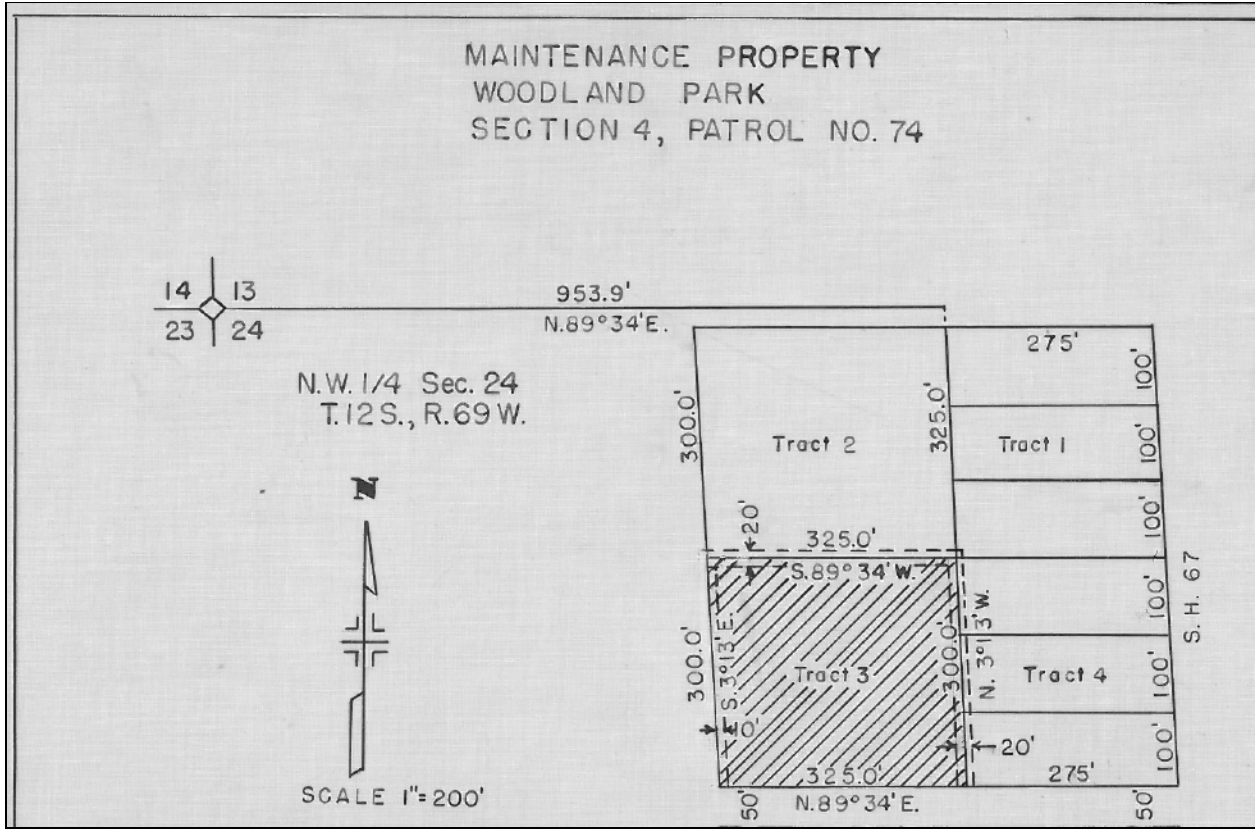 MAINTENANCE PROPERTY
WOODLAND PARK
SECTION 4, PATROL NO. 74
14 13
23 24
953.9'
N.89°34'E.
N.W. 1/4 Sec. 24
T.12 S., R.69 W.
N
SCALE 1"=200'
275'
100'
300.0'
325.0'
Tract 2
Tract 1
100'
100'
20'
325.0'
S.89°34'W.
S. H. 67
100'
300.0'
S.3°13'E.
Tract 3
300.0'
N. 3°13'W.
Tract 4
100'
10'
20'
100'
325.0'
275'
50'
N.89°34'E.
50'